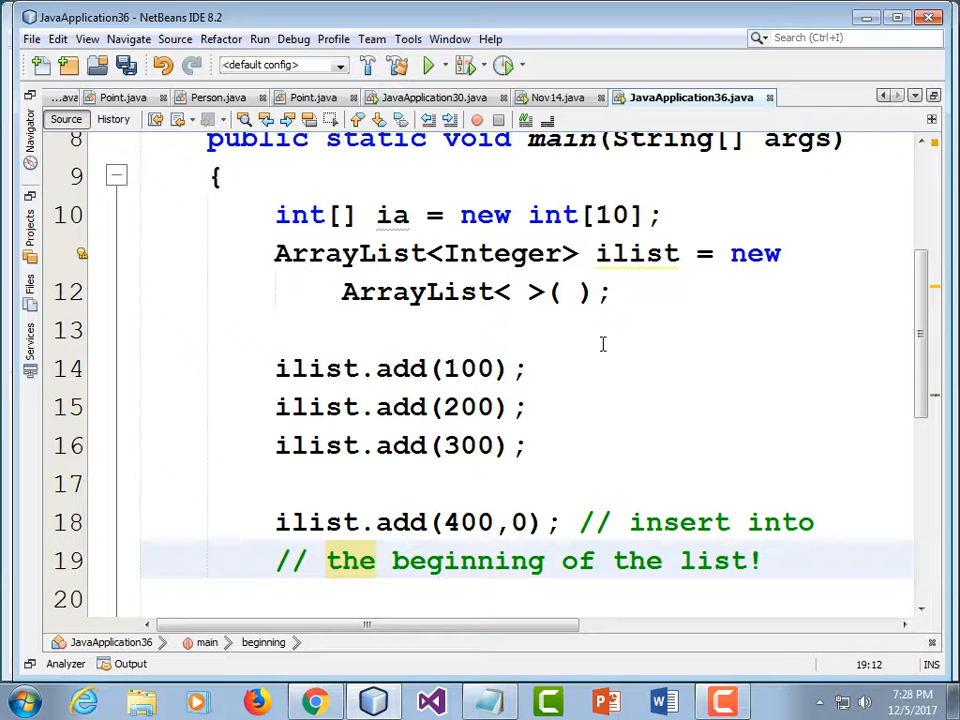 JavaApplication36 - NetBeans IDE 8.2
File Edit View Navigate Source Refactor Run Debug Profile Team Tools Window Help
Search (Ctrl+I)
<default config>
...ava Point.java Person.java Point.java JavaApplication30.java Nov14.java JavaApplication36.java
Source History
Navigator
Projects
Files
Services
8 public static void main(String[] args)
9 {
10 int[] ia = new int[10];
ArrayList<Integer> ilist = new
12 ArrayList< >( );
13
14 ilist.add(100);
15 ilist.add(200);
16 ilist.add(300);
17
18 ilist.add(400,0); // insert into
19 // the beginning of the list!
20
JavaApplication36 main beginning
Analyzer Output
19:12 INS
7:28 PM
12/5/2017